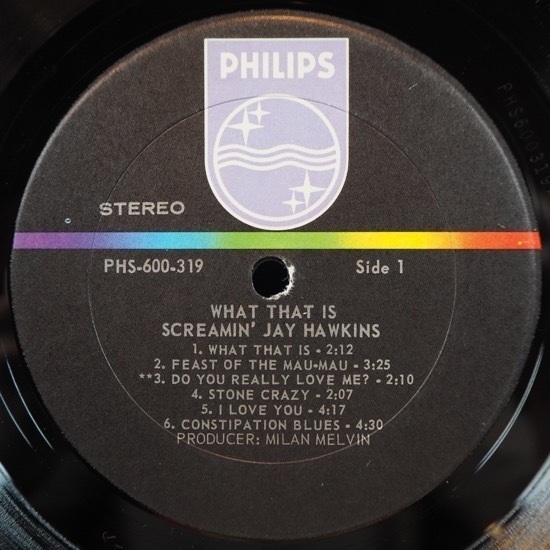 PHILIPS
PHS600319
STEREO
PHS-600-319 Side 1
WHAT THAT IS
SCREAMIN' JAY HAWKINS
1. WHAT THAT IS - 2:12
2. FEAST OF THE MAU-MAU - 3:25
**3. DO YOU REALLY LOVE ME? - 2:10
4. STONE CRAZY - 2:07
5. I LOVE YOU - 4:17
6. CONSTIPATION BLUES - 4:30
PRODUCER: MILAN MELVIN